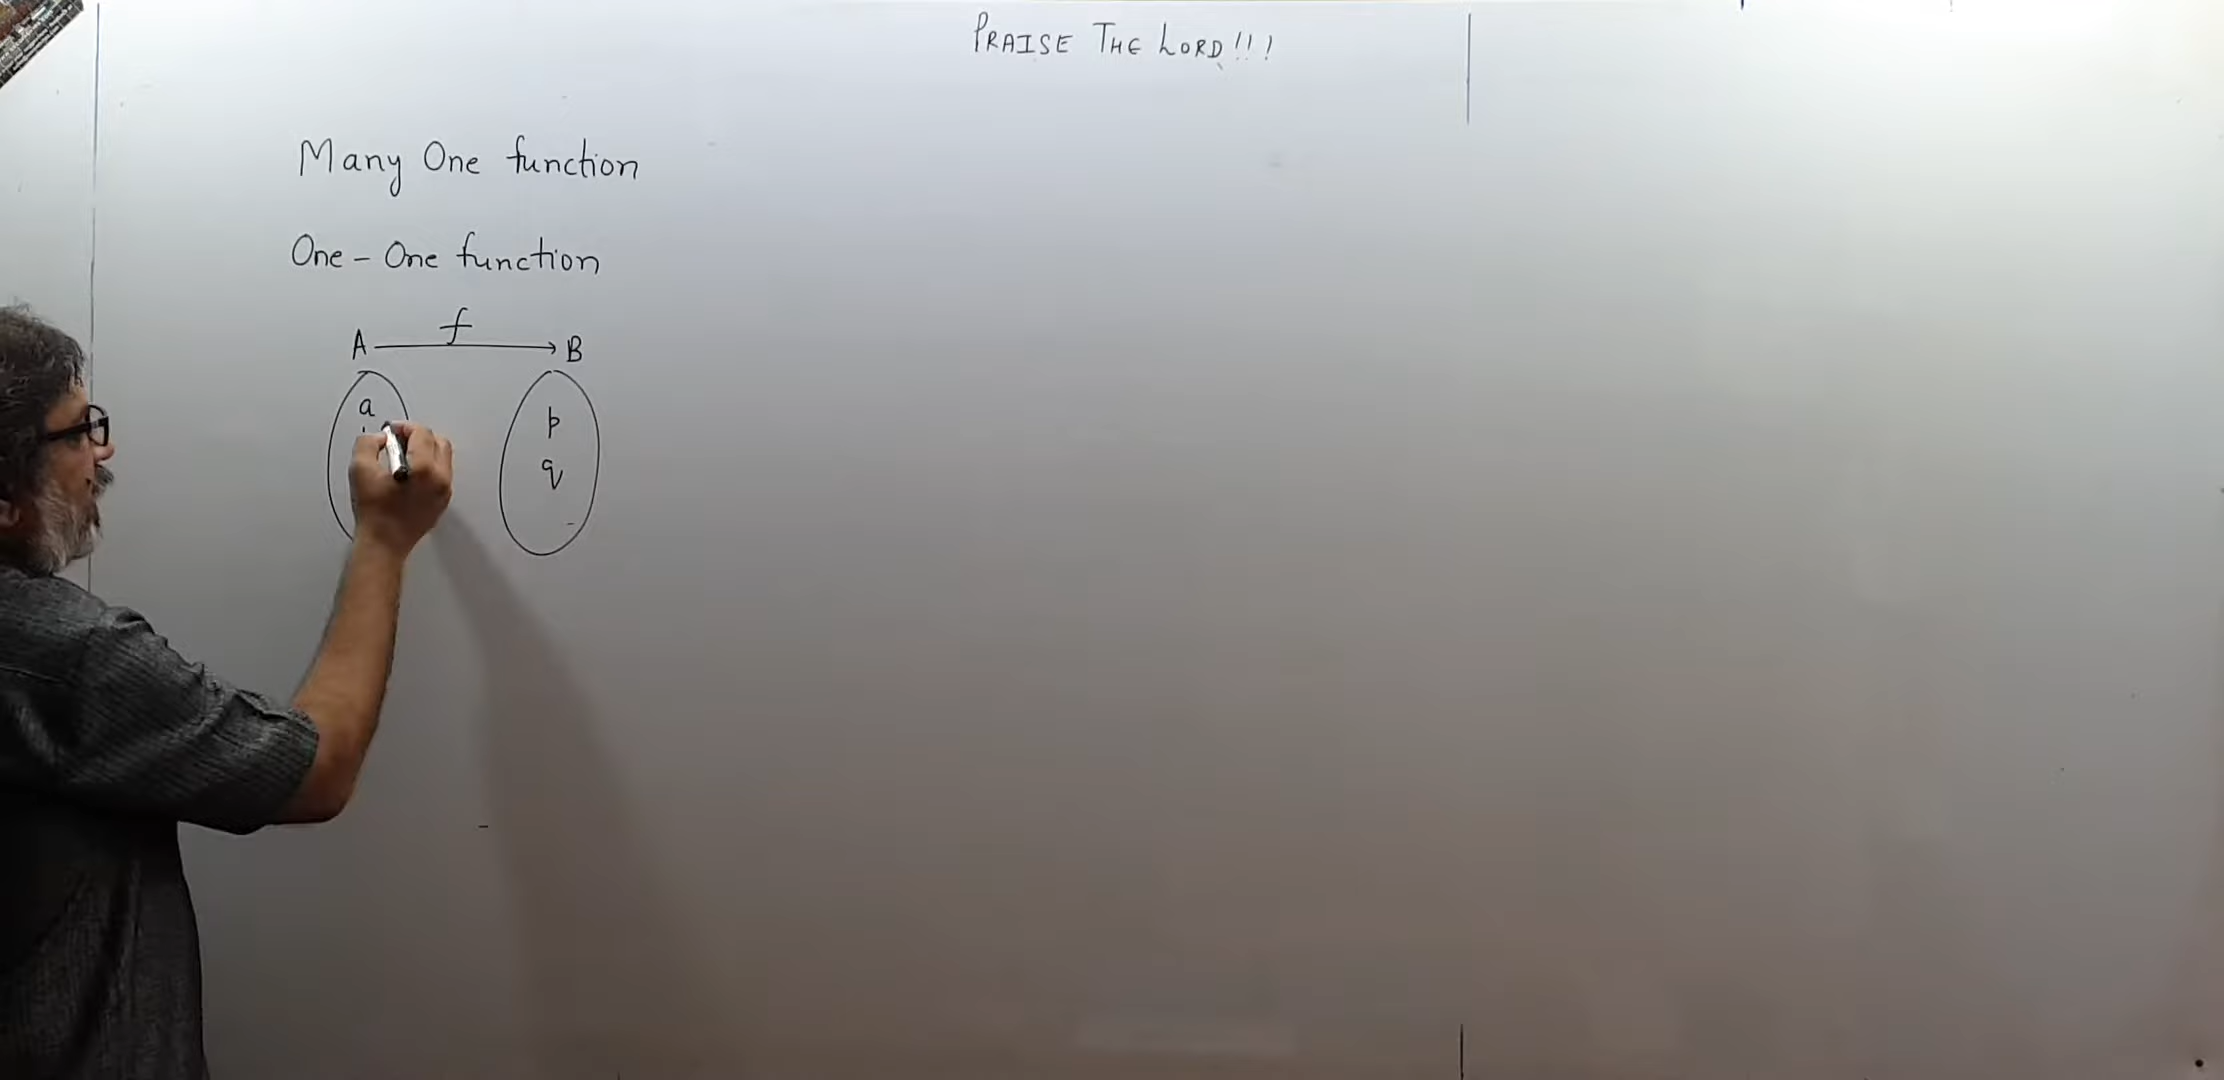 PRAISE THE LORD!!!
Many One function
One - One function
f
A B
a
p
q